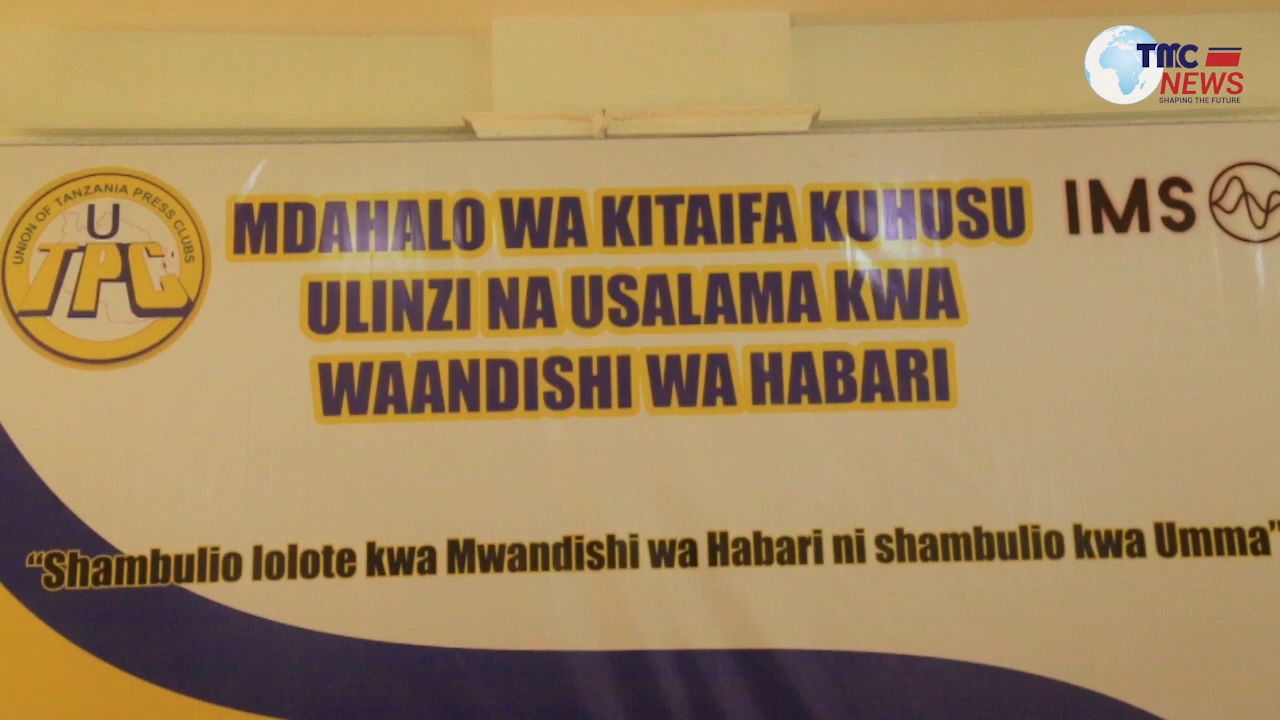 TMC
NEWS
SHAPING THE FUTURE
UNION OF TANZANIA PRESS CLUBS
U
TPC
MDAHALO WA KITAIFA KUHUSU
ULINZI NA USALAMA KWA
WAANDISHI WA HABARI
IMS
“Shambulio lolote kwa Mwandishi wa Habari ni shambulio kwa Umma”